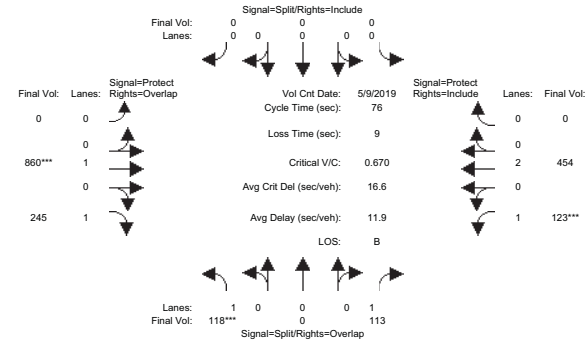 Signal=Split/Rights=Include
Final Vol: 0 0 0
Lanes: 0 0 0 0 0
Signal=Protect
Final Vol: Lanes: Rights=Overlap Vol Cnt Date: 5/9/2019 Signal=Protect
Rights=Include Lanes: Final Vol:
Cycle Time (sec): 76
0 0 0 0
Loss Time (sec): 9
0 0
860*** 1 Critical V/C: 0.670 2 454
0 Avg Crit Del (sec/veh): 16.6 0
245 1 Avg Delay (sec/veh): 11.9 1 123***
LOS: B
Lanes: 1 0 0 0 1
Final Vol: 118*** 0 113
Signal=Split/Rights=Overlap